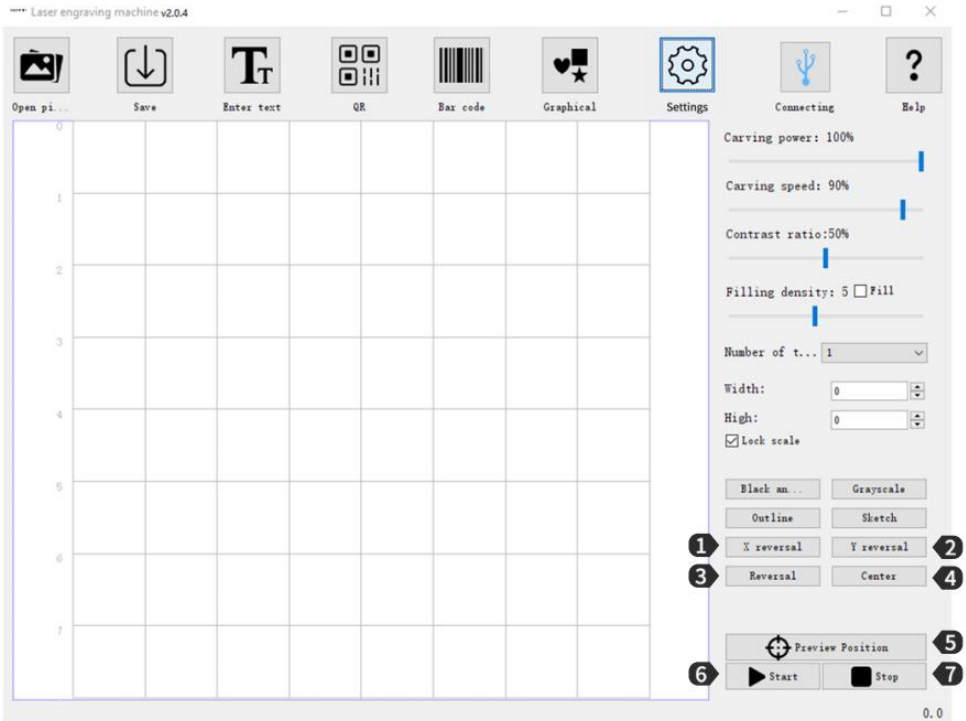 Laser engraving machine v2.0.4
Open pi... Save Enter text QR Bar code Graphical Settings Connecting Help
0
1
2
3
4
5
6
7
Carving power: 100%
Carving speed: 90%
Contrast ratio:50%
Filling density: 5 Fill
Number of t... 1
Width: 0
High: 0
Lock scale
Black an... Grayscale
Outline Sketch
1 X reversal Y reversal 2
3 Reversal Center 4
Preview Position 5
6 Start Stop 7
0.0